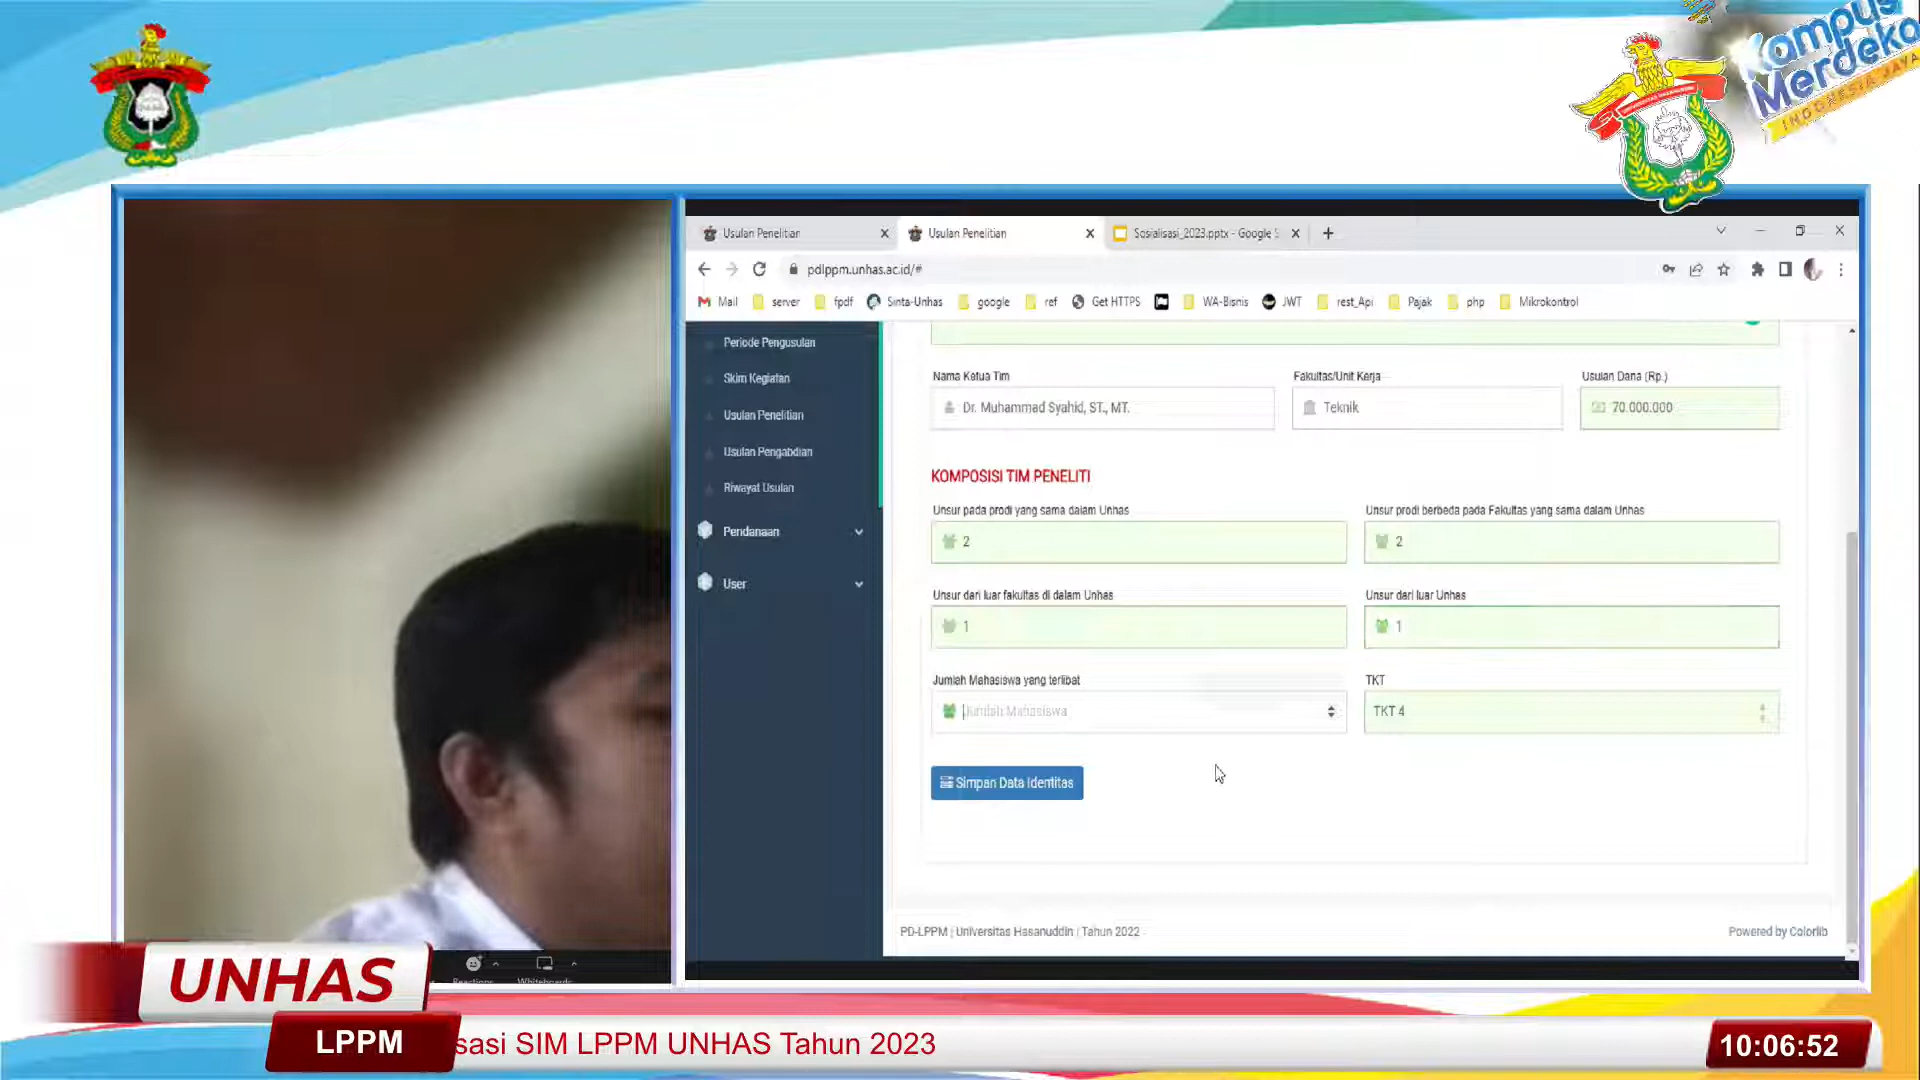 Kampus
Merdeka
INDONESIA JAYA
UNIVERSITAS HASANUDDIN
Usulan Penelitian
Usulan Penelitian
Sosialisasi_2023.pptx - Google S
pdlppm.unhas.ac.id/#
Mail
server
fpdf
Sinta-Unhas
google
ref
Get HTTPS
WA-Bisnis
JWT
rest_Api
Pajak
php
Mikrokontrol
Periode Pengusulan
Skim Kegiatan
Usulan Penelitian
Usulan Pengabdian
Riwayat Usulan
Pendanaan
User
Nama Ketua Tim
Fakultas/Unit Kerja
Usulan Dana (Rp.)
Dr. Muhammad Syahid, ST., MT.
Teknik
70.000.000
KOMPOSISI TIM PENELITI
Unsur pada prodi yang sama dalam Unhas
Unsur prodi berbeda pada Fakultas yang sama dalam Unhas
2
2
Unsur dari luar fakultas di dalam Unhas
Unsur dari luar Unhas
1
1
Jumlah Mahasiswa yang terlibat
TKT
Jumlah Mahasiswa
TKT 4
Simpan Data Identitas
PD-LPPM | Universitas Hasanuddin | Tahun 2022
Powered by Colorlib
Reactions
Whiteboards
UNHAS
LPPM
sasi SIM LPPM UNHAS Tahun 2023
10:06:52